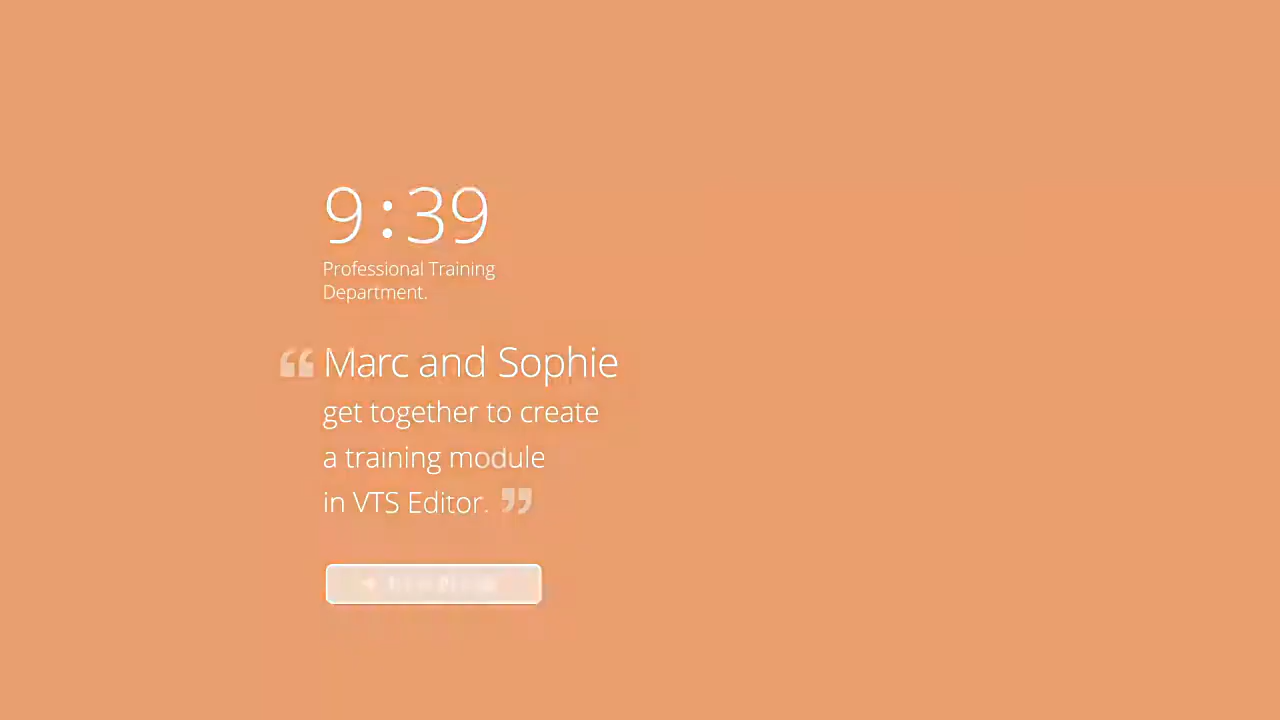 9:39
Professional Training
Department.
“ Marc and Sophie
get together to create
a training module
in VTS Editor. ”